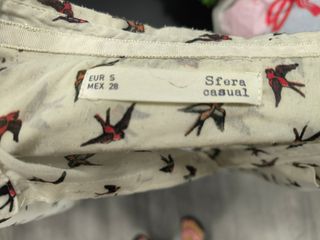 EUR S
MEX 28
Sfera
casual